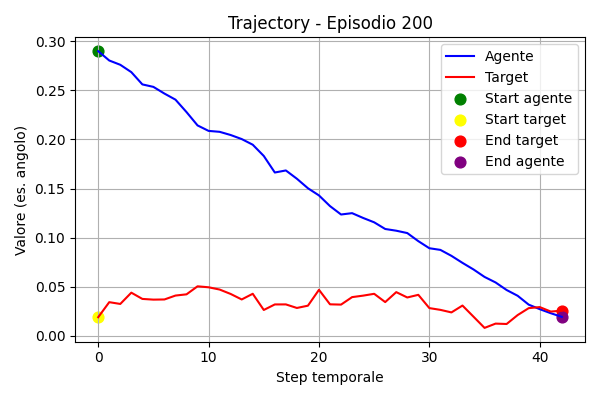 Trajectory - Episodio 200
0.30
0.25
0.20
0.15
0.10
0.05
0.00
Valore (es. angolo)
Agente
Target
Start agente
Start target
End target
End agente
0
10
20
30
40
Step temporale